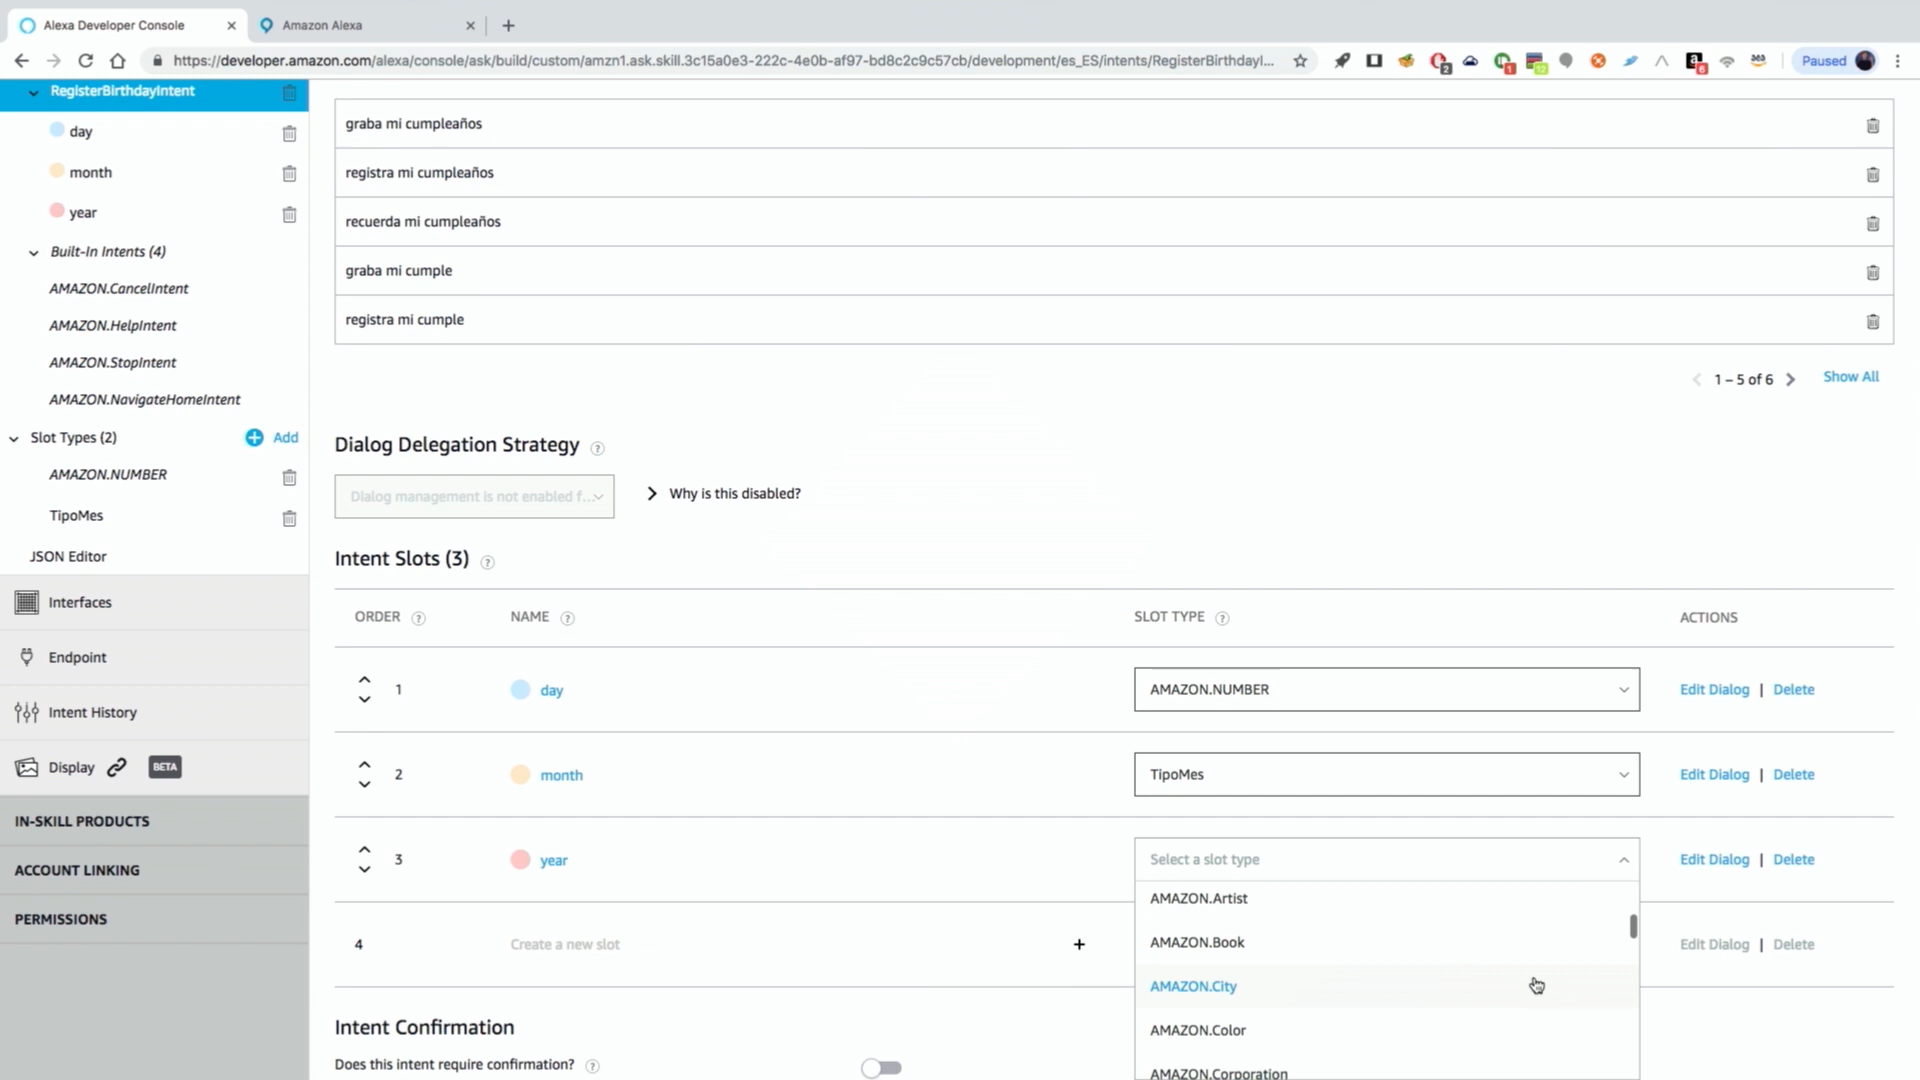 Alexa Developer Console
Amazon Alexa
https://developer.amazon.com/alexa/console/ask/build/custom/amzn1.ask.skill.3c15a0e3-222c-4e0b-af97-bd8c2c9c57cb/development/es_ES/intents/RegisterBirthdayI...
2
1
12
6
Paused
RegisterBirthdayIntent
day
month
year
Built-In Intents (4)
AMAZON.CancelIntent
AMAZON.HelpIntent
AMAZON.StopIntent
AMAZON.NavigateHomeIntent
Slot Types (2)
Add
AMAZON.NUMBER
TipoMes
JSON Editor
Interfaces
Endpoint
Intent History
Display
BETA
IN-SKILL PRODUCTS
ACCOUNT LINKING
PERMISSIONS
graba mi cumpleaños
registra mi cumpleaños
recuerda mi cumpleaños
graba mi cumple
registra mi cumple
1 – 5 of 6
Show All
Dialog Delegation Strategy ?
Dialog management is not enabled f...
Why is this disabled?
Intent Slots (3) ?
ORDER ? NAME ? SLOT TYPE ? ACTIONS
1 day AMAZON.NUMBER Edit Dialog | Delete
2 month TipoMes Edit Dialog | Delete
3 year Select a slot type Edit Dialog | Delete
AMAZON.Artist
AMAZON.Book
4 Create a new slot + Edit Dialog | Delete
AMAZON.City
AMAZON.Color
AMAZON.Corporation
Intent Confirmation
Does this intent require confirmation? ?